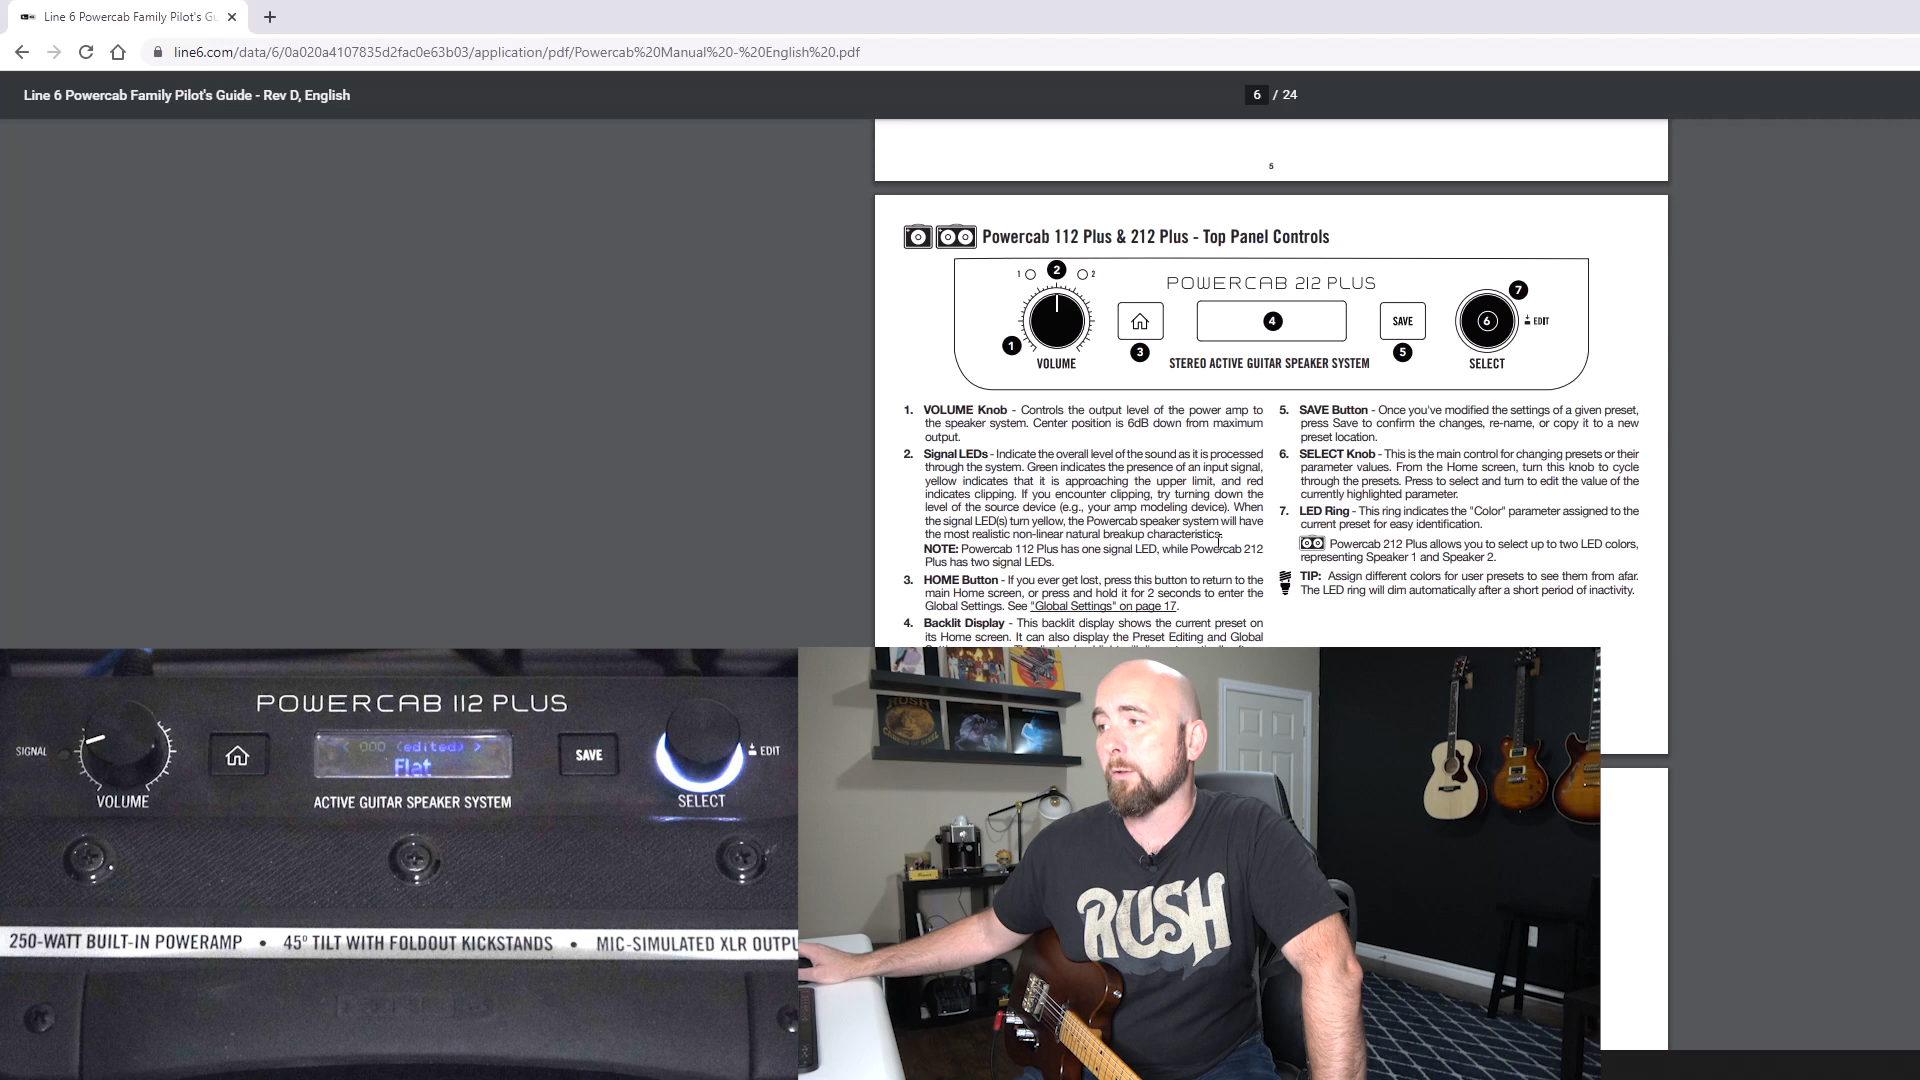 Line 6 Powercab Family Pilot's Gu
line6.com/data/6/0a020a4107835d2fac0e63b03/application/pdf/Powercab%20Manual%20-%20English%20.pdf
Line 6 Powercab Family Pilot's Guide - Rev D, English
6 / 24
5
Powercab 112 Plus & 212 Plus - Top Panel Controls
1 2 2
POWERCAB 212 PLUS
7
4
SAVE
6
EDIT
1
3
5
VOLUME
STEREO ACTIVE GUITAR SPEAKER SYSTEM
SELECT
1. VOLUME Knob - Controls the output level of the power amp to
the speaker system. Center position is 6dB down from maximum
output.
2. Signal LEDs - Indicate the overall level of the sound as it is processed
through the system. Green indicates the presence of an input signal,
yellow indicates that it is approaching the upper limit, and red
indicates clipping. If you encounter clipping, try turning down the
level of the source device (e.g., your amp modeling device). When
the signal LED(s) turn yellow, the Powercab speaker system will have
the most realistic non-linear natural breakup characteristics.
NOTE: Powercab 112 Plus has one signal LED, while Powercab 212
Plus has two signal LEDs.
3. HOME Button - If you ever get lost, press this button to return to the
main Home screen, or press and hold it for 2 seconds to enter the
Global Settings. See "Global Settings" on page 17.
4. Backlit Display - This backlit display shows the current preset on
its Home screen. It can also display the Preset Editing and Global
5. SAVE Button - Once you've modified the settings of a given preset,
press Save to confirm the changes, re-name, or copy it to a new
preset location.
6. SELECT Knob - This is the main control for changing presets or their
parameter values. From the Home screen, turn this knob to cycle
through the presets. Press to select and turn to edit the value of the
currently highlighted parameter.
7. LED Ring - This ring indicates the "Color" parameter assigned to the
current preset for easy identification.
Powercab 212 Plus allows you to select up to two LED colors,
representing Speaker 1 and Speaker 2.
TIP: Assign different colors for user presets to see them from afar.
The LED ring will dim automatically after a short period of inactivity.
POWERCAB 112 PLUS
SIGNAL
< 000 (edited) >
Flat
SAVE
EDIT
VOLUME
ACTIVE GUITAR SPEAKER SYSTEM
SELECT
250-WATT BUILT-IN POWERAMP • 45° TILT WITH FOLDOUT KICKSTANDS • MIC-SIMULATED XLR OUTPU
RUSH
RUSH